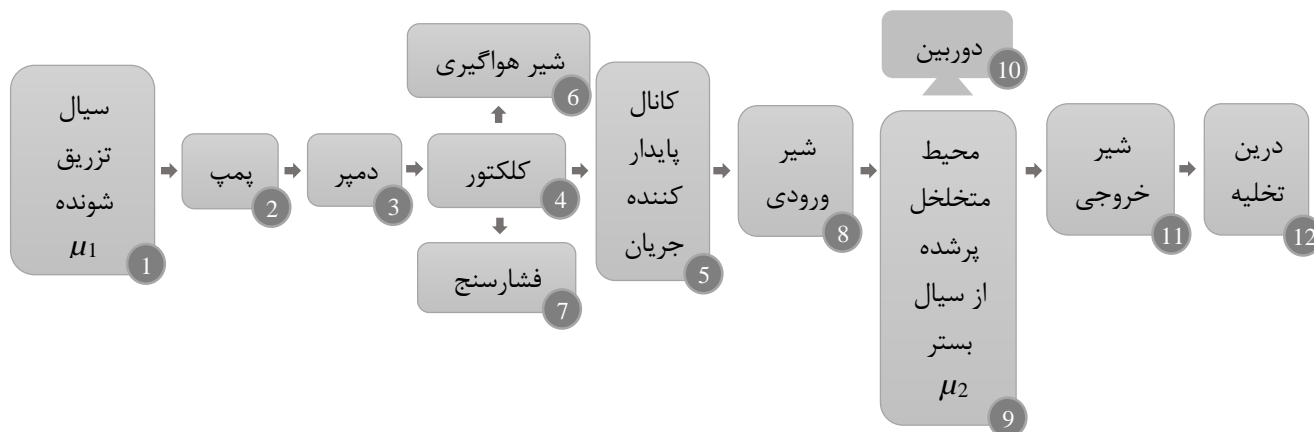 سیال
تزریق
شونده
μ1
1
پمپ
2
دمپر
3
کلکتور
4
کانال
پایدار
کننده
جریان
5
شیر هواگیری
6
فشارسنج
7
شیر
ورودی
8
محیط
متخلخل
پرشده
از سیال
بستر
μ2
9
دوربین
10
شیر
خروجی
11
درین
تخلیه
12